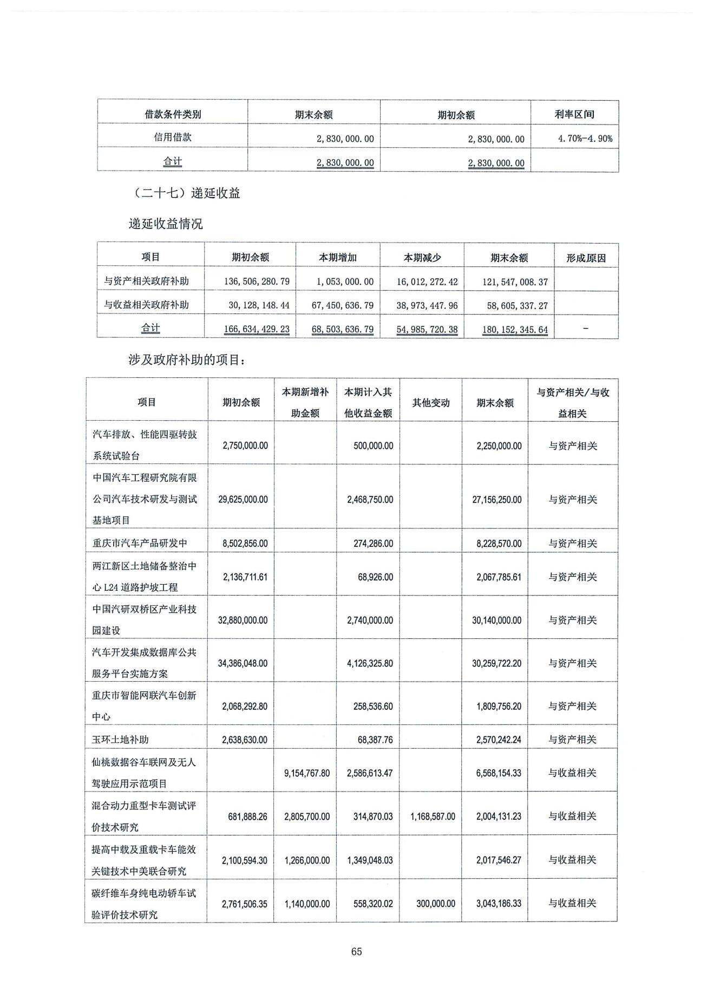 借款条件类别 期末余额 期初余额 利率区间
信用借款 2,830,000.00 2,830,000.00 4.70%-4.90%
合计 2,830,000.00 2,830,000.00
（二十七）递延收益
递延收益情况
项目 期初余额 本期增加 本期减少 期末余额 形成原因
与资产相关政府补助 136,506,280.79 1,053,000.00 16,012,272.42 121,547,008.37
与收益相关政府补助 30,128,148.44 67,450,636.79 38,973,447.96 58,605,337.27
合计 166,634,429.23 68,503,636.79 54,985,720.38 180,152,345.64 －
涉及政府补助的项目：
项目 期初余额 本期新增补 本期计入其 其他变动 期末余额 与资产相关/与收
助金额 他收益金额 益相关
汽车排放、性能四驱转鼓
系统试验台 2,750,000.00 500,000.00 2,250,000.00 与资产相关
中国汽车工程研究院有限
公司汽车技术研发与测试 29,625,000.00 2,468,750.00 27,156,250.00 与资产相关
基地项目
重庆市汽车产品研发中 8,502,856.00 274,286.00 8,228,570.00 与资产相关
两江新区土地储备整治中
心 L24 道路护坡工程 2,136,711.61 68,926.00 2,067,785.61 与资产相关
中国汽研双桥区产业科技
园建设 32,880,000.00 2,740,000.00 30,140,000.00 与资产相关
汽车开发集成数据库公共
服务平台实施方案 34,386,048.00 4,126,325.80 30,259,722.20 与资产相关
重庆市智能网联汽车创新
中心 2,068,292.80 258,536.60 1,809,756.20 与资产相关
玉环土地补助 2,638,630.00 68,387.76 2,570,242.24 与资产相关
仙桃数据谷车联网及无人
驾驶应用示范项目 9,154,767.80 2,586,613.47 6,568,154.33 与收益相关
混合动力重型卡车测试评
价技术研究 681,888.26 2,805,700.00 314,870.03 1,168,587.00 2,004,131.23 与收益相关
提高中载及重载卡车能效
关键技术中美联合研究 2,100,594.30 1,266,000.00 1,349,048.03 2,017,546.27 与收益相关
碳纤维车身纯电动轿车试
验评价技术研究 2,761,506.35 1,140,000.00 558,320.02 300,000.00 3,043,186.33 与收益相关
65